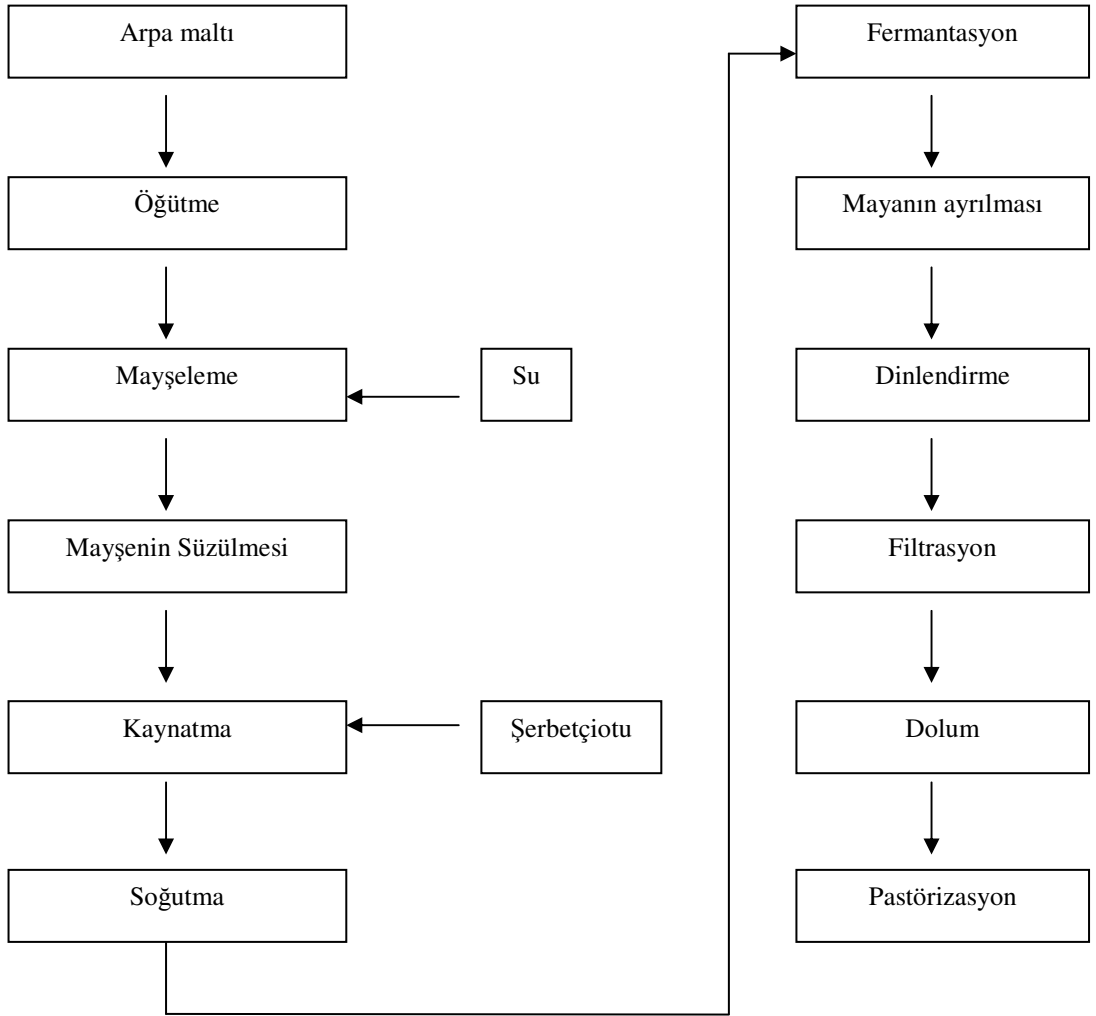 Arpa maltı
Öğütme
Mayşeleme
Su
Mayşenin Süzülmesi
Kaynatma
Şerbetçiotu
Soğutma
Fermantasyon
Mayanın ayrılması
Dinlendirme
Filtrasyon
Dolum
Pastörizasyon